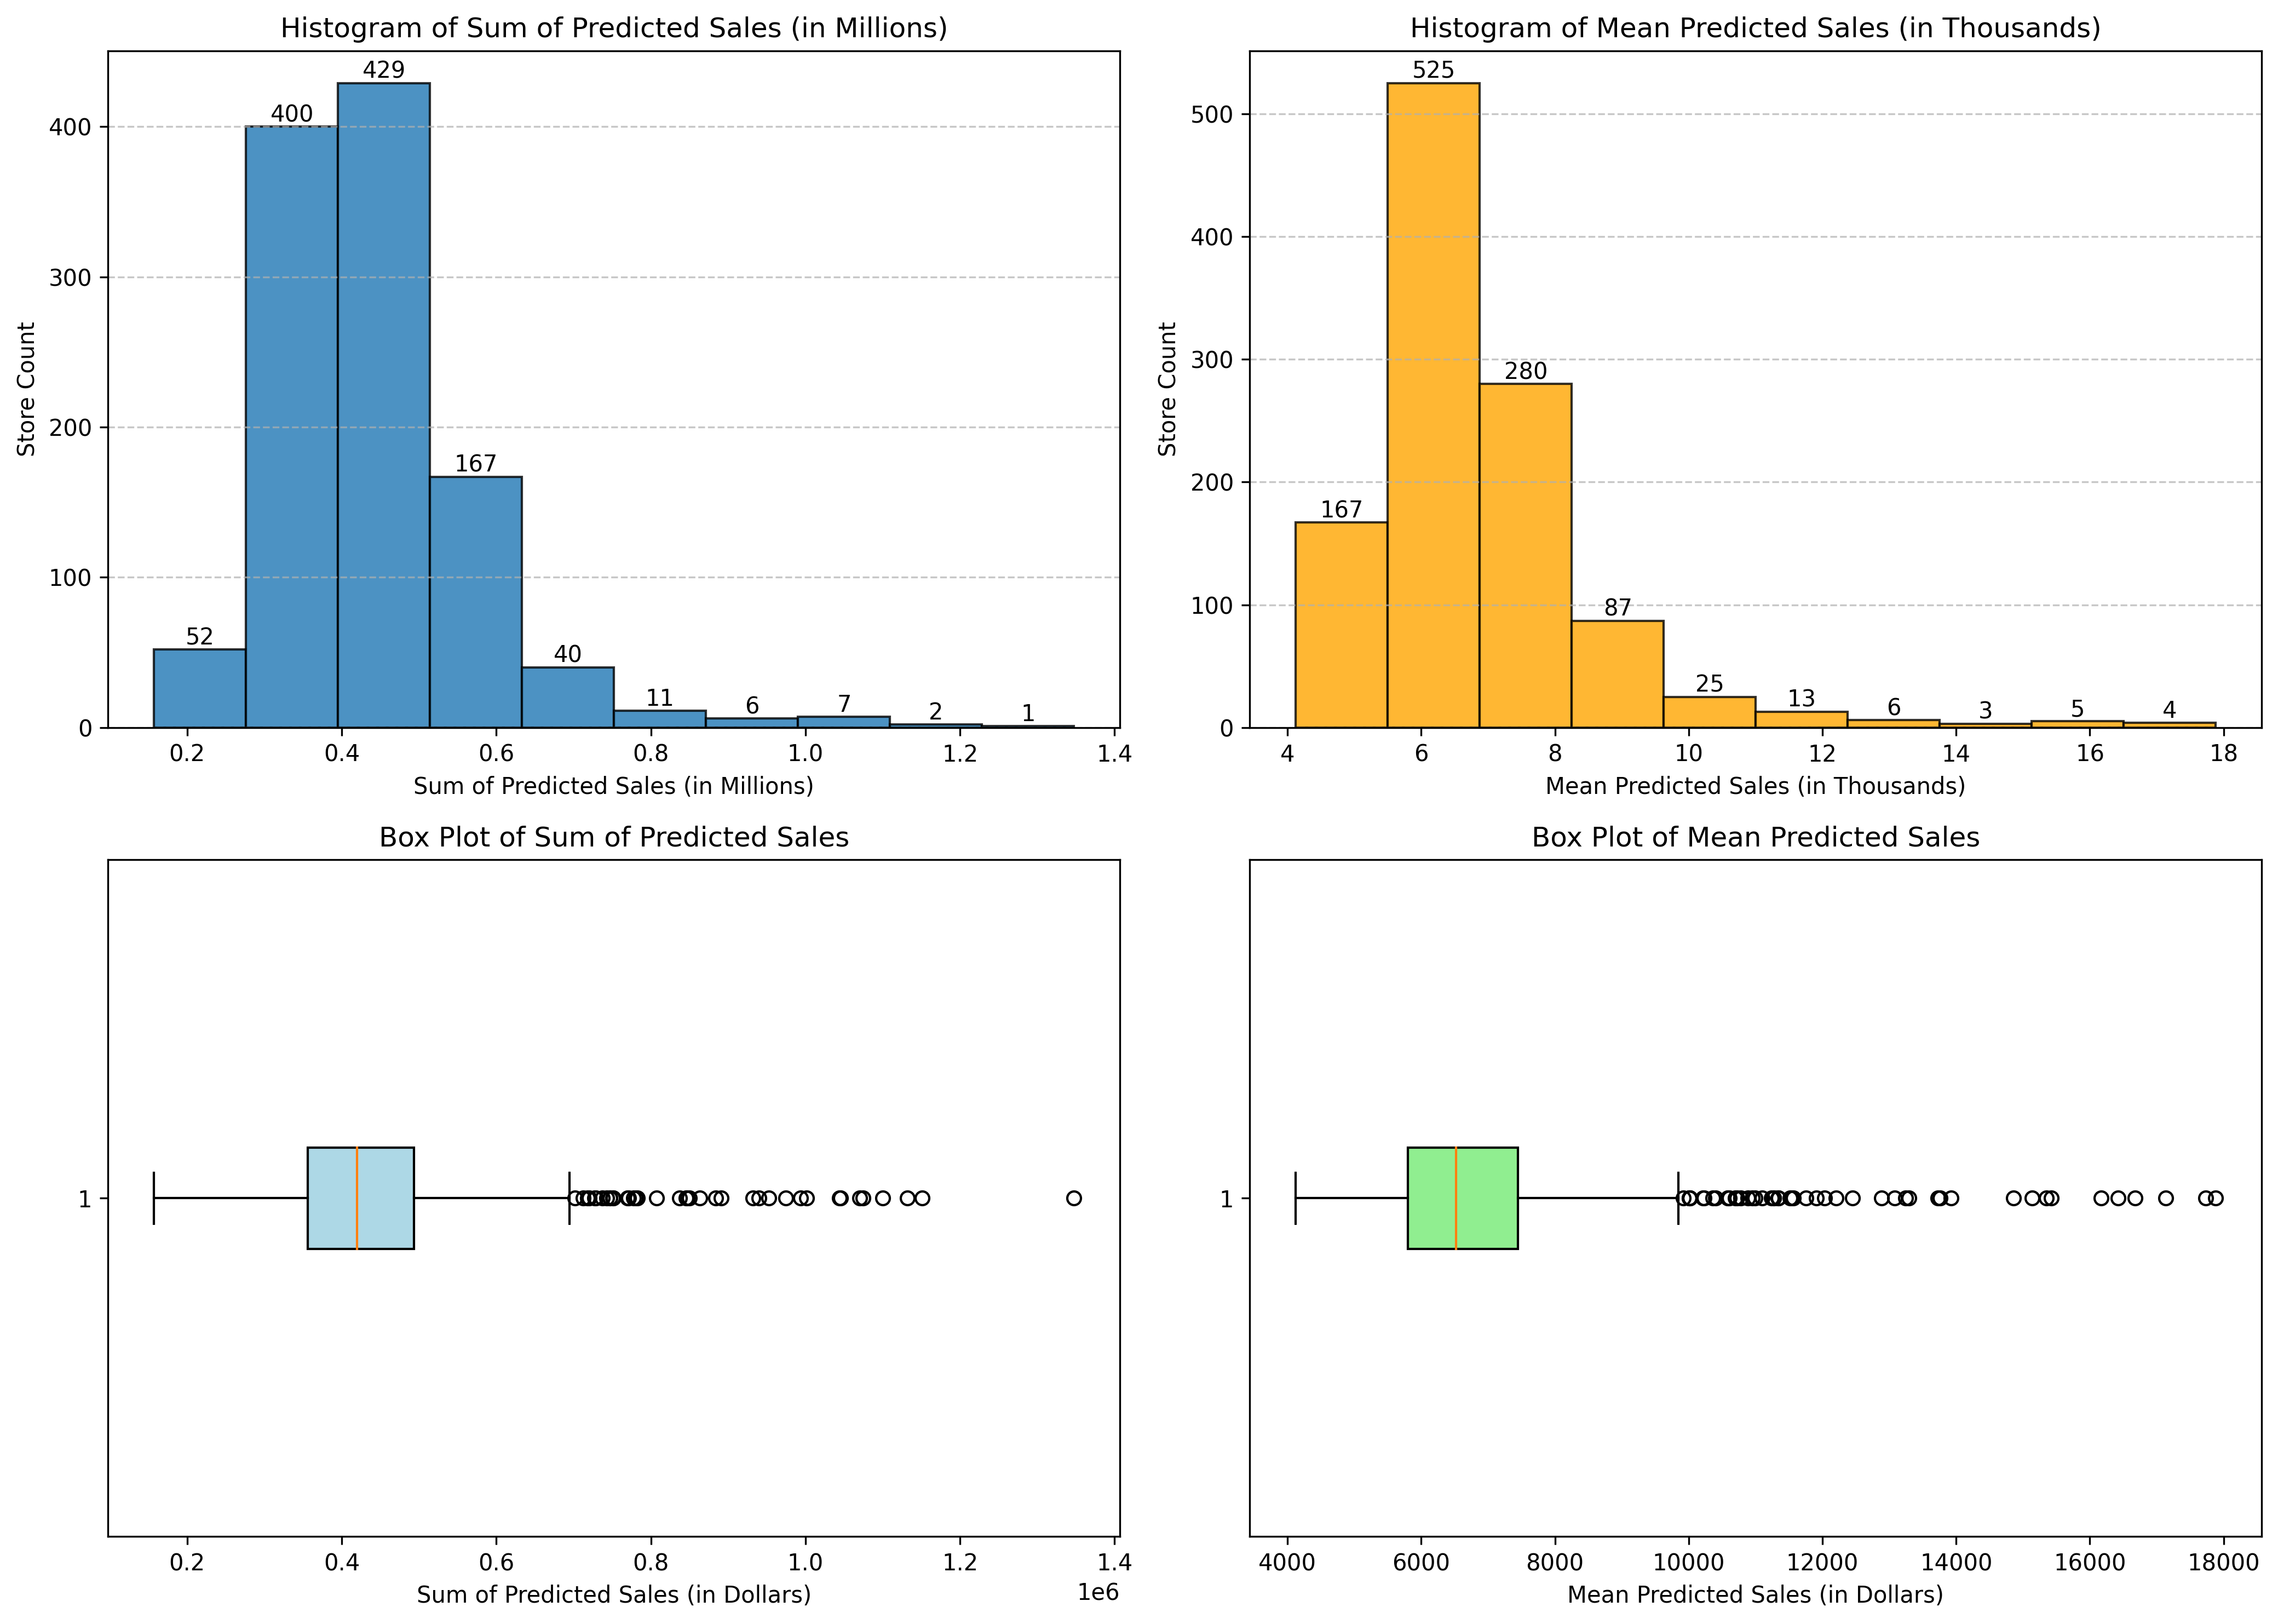 Histogram of Sum of Predicted Sales (in Millions)
429
400
167
52
40
11
6
7
2
1
400
300
200
100
0
Store Count
0.2 0.4 0.6 0.8 1.0 1.2 1.4
Sum of Predicted Sales (in Millions)
Histogram of Mean Predicted Sales (in Thousands)
525
280
167
87
25
13
6
3
5
4
500
400
300
200
100
0
Store Count
4 6 8 10 12 14 16 18
Mean Predicted Sales (in Thousands)
Box Plot of Sum of Predicted Sales
1
0.2 0.4 0.6 0.8 1.0 1.2 1.4
Sum of Predicted Sales (in Dollars)
1e6
Box Plot of Mean Predicted Sales
1
4000 6000 8000 10000 12000 14000 16000 18000
Mean Predicted Sales (in Dollars)